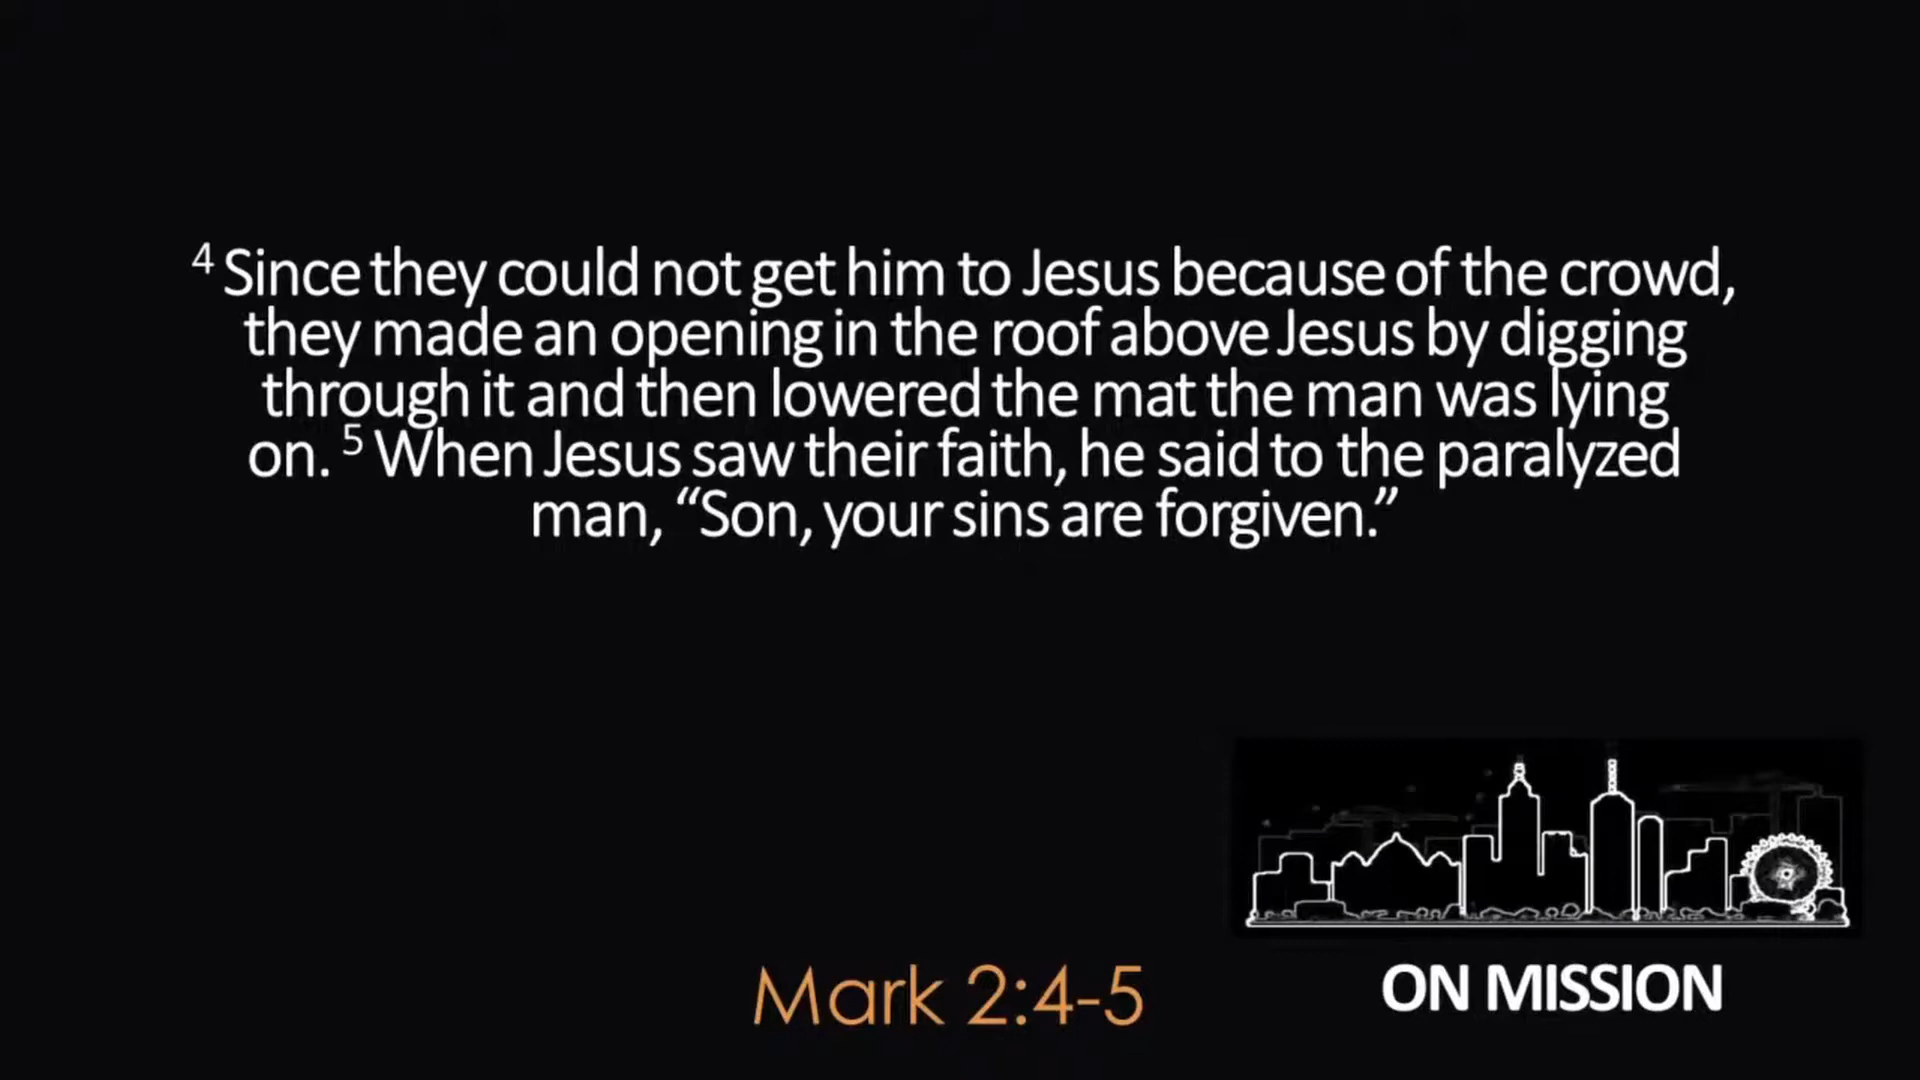 4 Since they could not get him to Jesus because of the crowd,
they made an opening in the roof above Jesus by digging
through it and then lowered the mat the man was lying
on. 5 When Jesus saw their faith, he said to the paralyzed
man, “Son, your sins are forgiven.”
Mark 2:4-5
ON MISSION